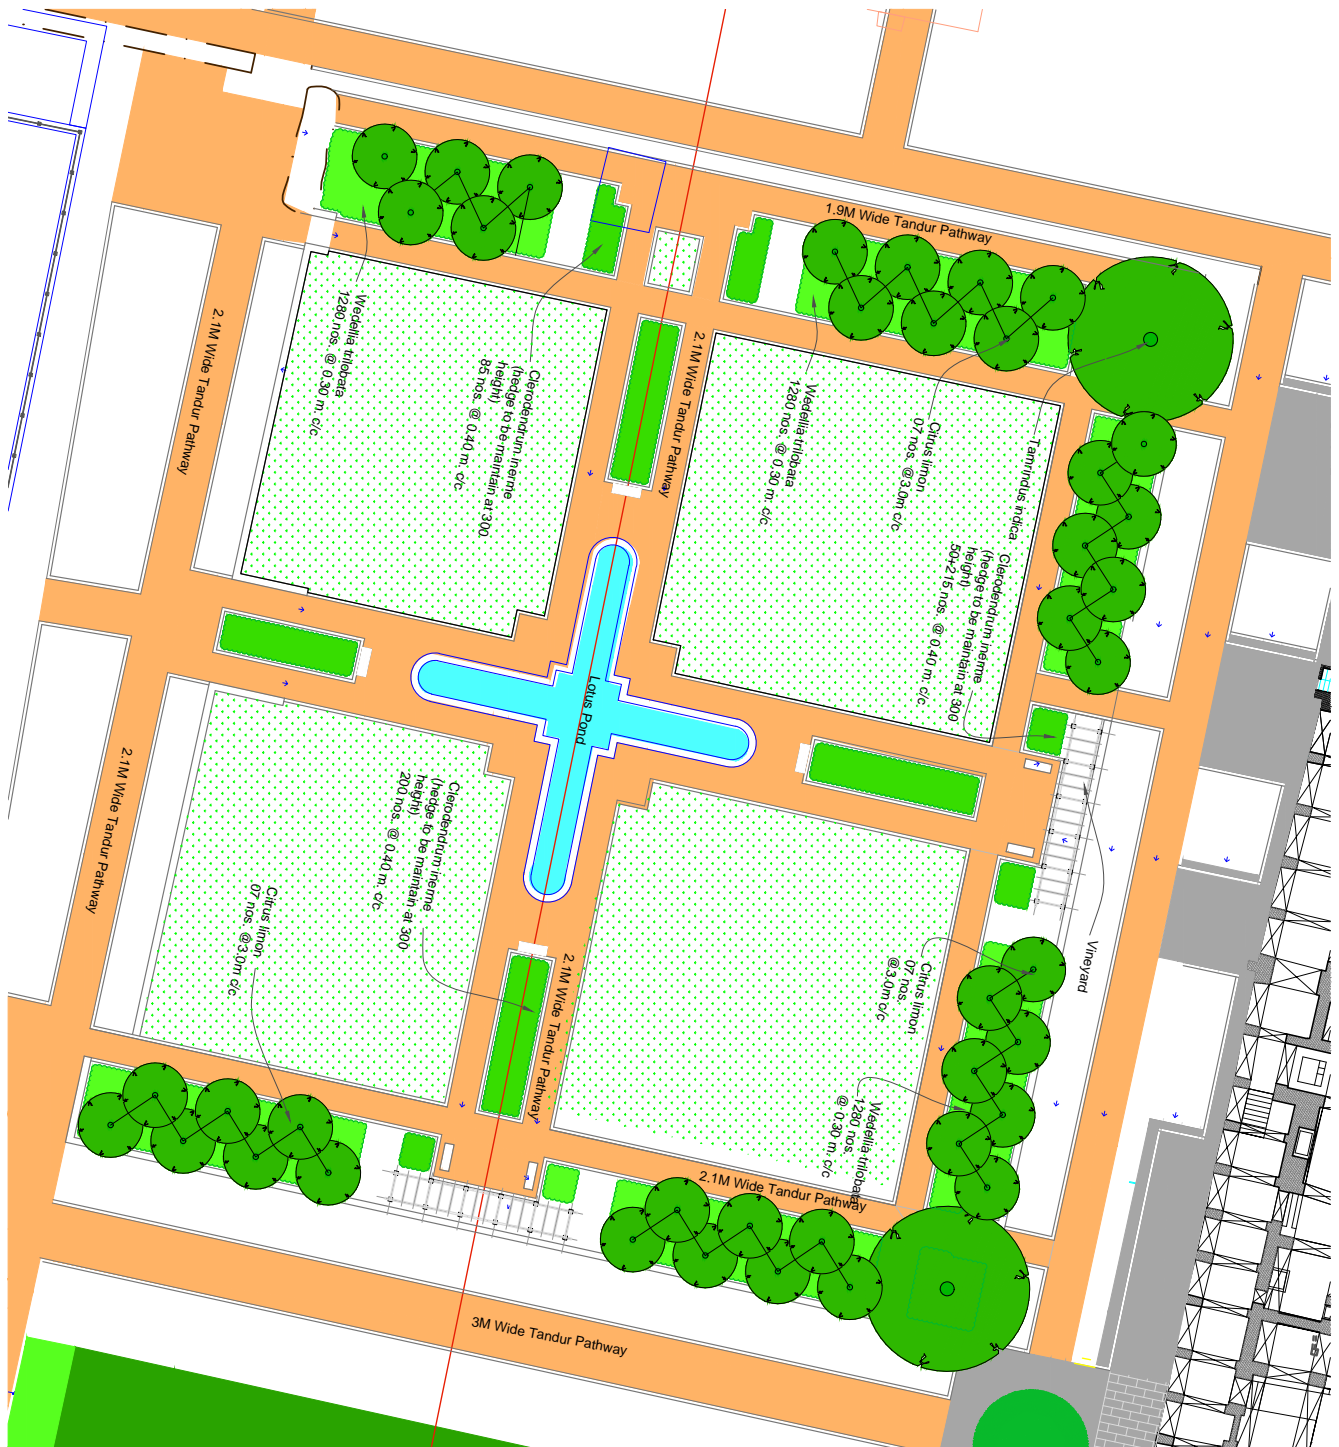 1.9M Wide Tandur Pathway
Wedellia trilobata
1280 nos. @ 0.30 m. c/c
2.1M Wide Tandur Pathway
Clerodendrum inerme
(hedge to be maintain at 300
height)
85 nos. @ 0.40 m. c/c
2.1M Wide Tandur Pathway
Wedellia trilobata
1280 nos. @ 0.30 m. c/c
Citrus limon
07 nos. @3.0m c/c
Tamrindus indica
Clerodendrum inerme
(hedge to be maintain at 300
height)
50+215 nos. @ 0.40 m. c/c
Lotus Pond
2.1M Wide Tandur Pathway
Clerodendrum inerme
(hedge to be maintain at 300
height)
200 nos. @ 0.40 m. c/c
Citrus limon
07 nos. @3.0m c/c
2.1M Wide Tandur Pathway
Citrus limon
07 nos.
@3.0m c/c
Vineyard
Wedellia trilobata
1280 nos.
@ 0.30 m. c/c
2.1M Wide Tandur Pathway
3M Wide Tandur Pathway